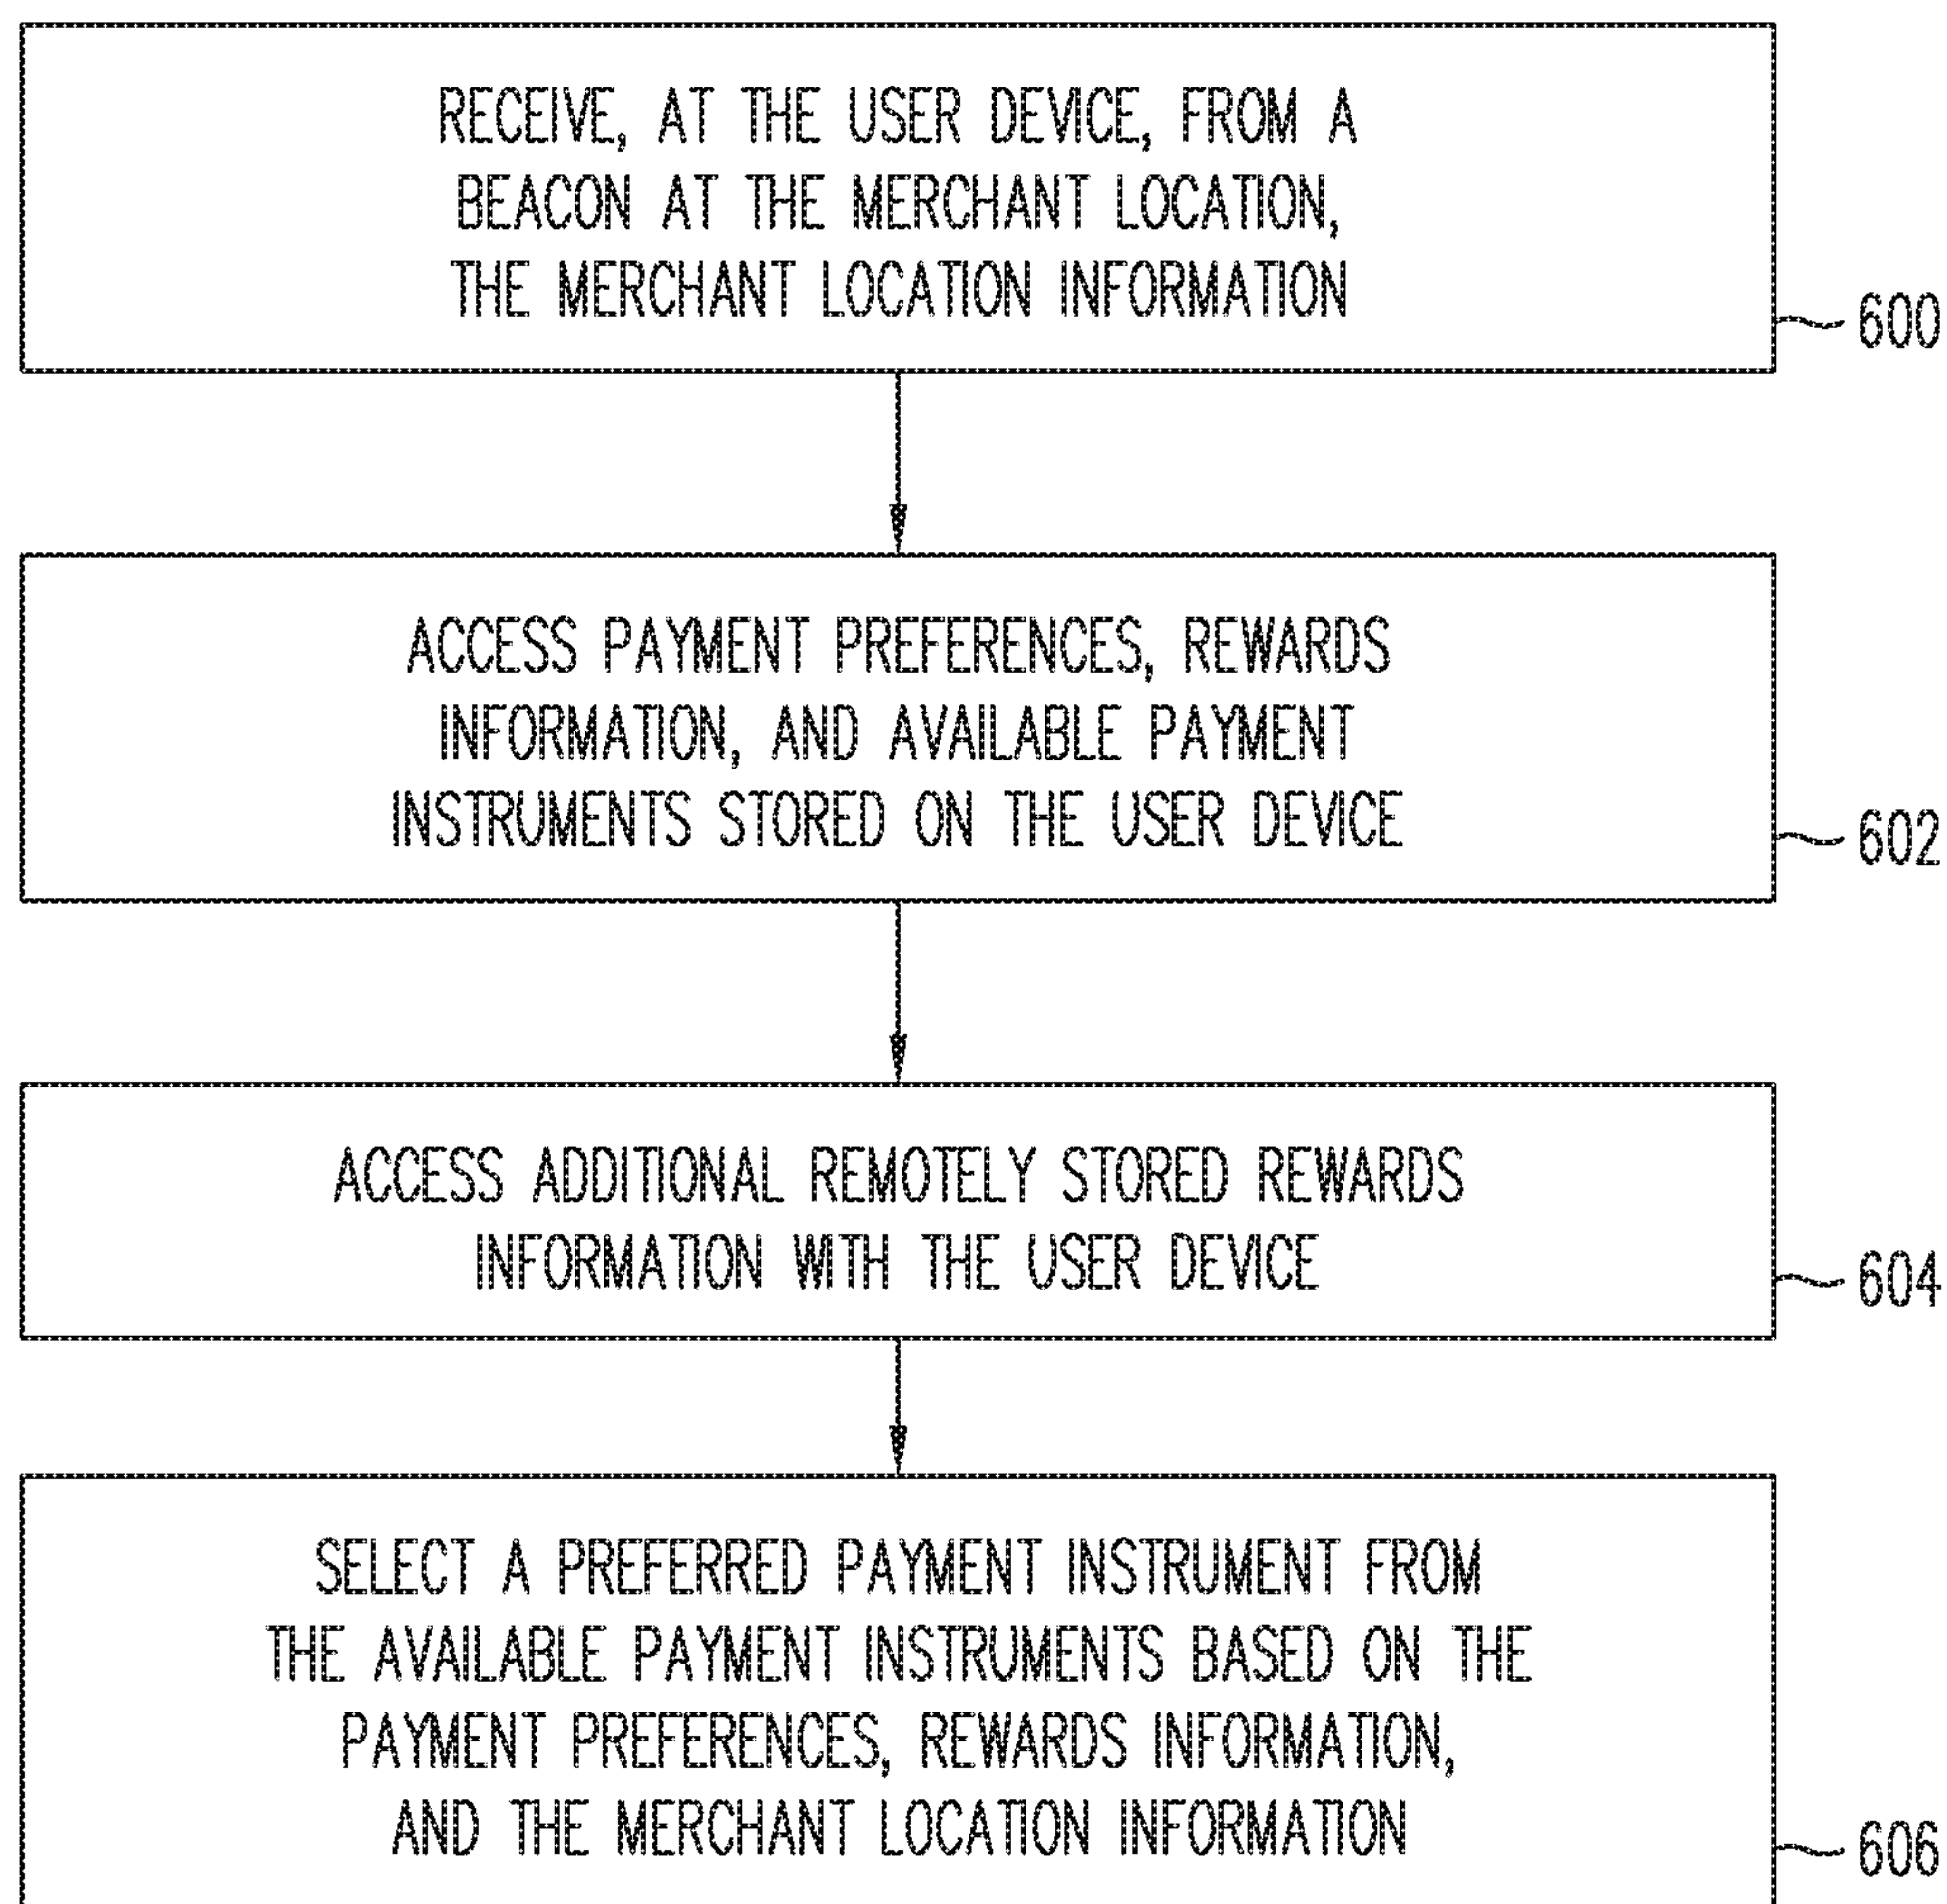 RECEIVE, AT THE USER DEVICE, FROM A
BEACON AT THE MERCHANT LOCATION,
THE MERCHANT LOCATION INFORMATION
600
ACCESS PAYMENT PREFERENCES, REWARDS
INFORMATION, AND AVAILABLE PAYMENT
INSTRUMENTS STORED ON THE USER DEVICE
602
ACCESS ADDITIONAL REMOTELY STORED REWARDS
INFORMATION WITH THE USER DEVICE
604
SELECT A PREFERRED PAYMENT INSTRUMENT FROM
THE AVAILABLE PAYMENT INSTRUMENTS BASED ON THE
PAYMENT PREFERENCES, REWARDS INFORMATION,
AND THE MERCHANT LOCATION INFORMATION
606